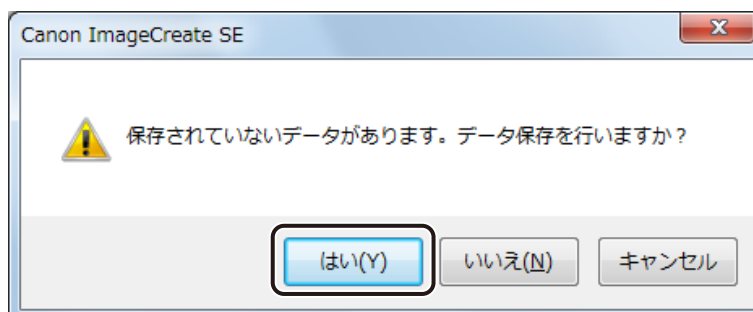 Canon ImageCreate SE
保存されていないデータがあります。データ保存を行いますか？
はい(Y)
いいえ(N)
キャンセル